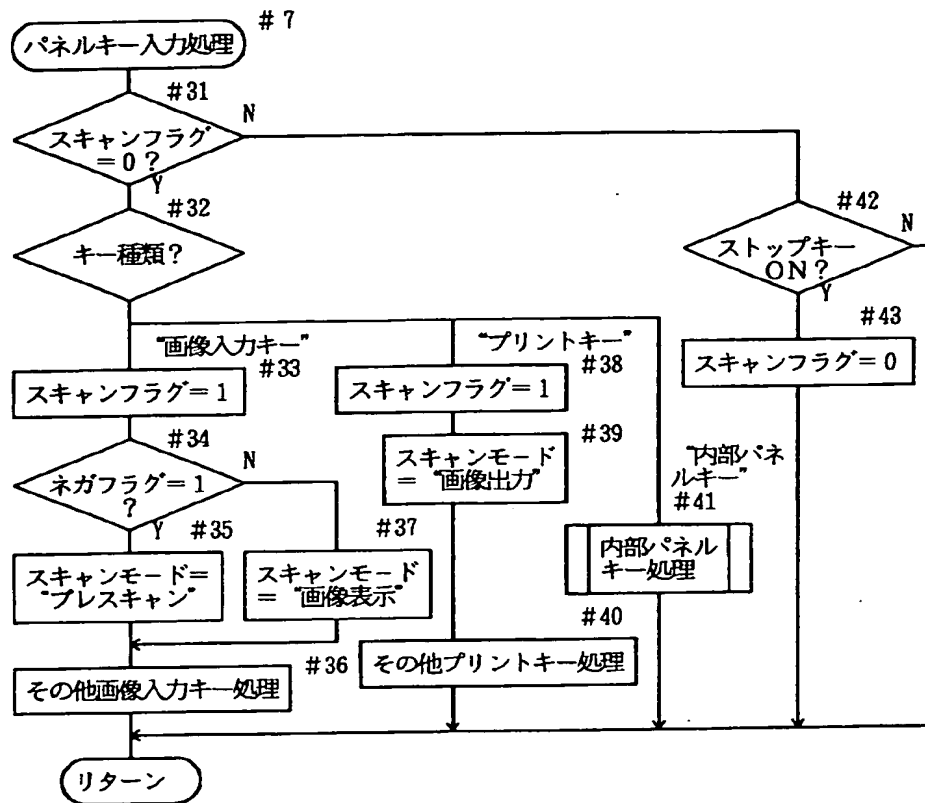 #7
パネルキー入力処理
#31
N
スキャンフラグ
=0?
Y
#32
キー種類?
#42
N
ストップキー
ON?
Y
#43
スキャンフラグ=0
"画像入力キー"
#33
スキャンフラグ=1
"プリントキー"
#38
スキャンフラグ=1
#34
N
ネガフラグ=1
?
Y
#35
スキャンモード=
"プレスキャン"
#37
スキャンモード
="画像表示"
#39
スキャンモード
="画像出力"
"内部パネ
ルキー"
#41
内部パネル
キー処理
#40
その他プリントキー処理
#36
その他画像入力キー処理
リターン